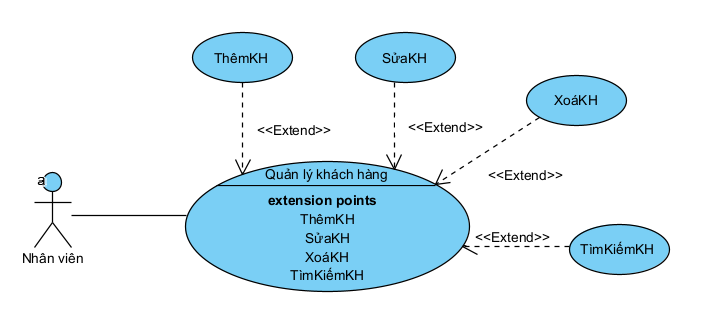 ThêmKH
SửaKH
XoáKH
<<Extend>>
<<Extend>>
<<Extend>>
a
Nhân viên
Quản lý khách hàng
extension points
ThêmKH
SửaKH
XoáKH
TìmKiếmKH
<<Extend>>
TìmKiếmKH